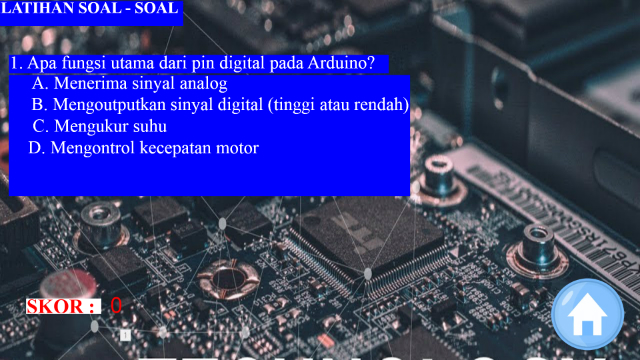 LATIHAN SOAL - SOAL
1. Apa fungsi utama dari pin digital pada Arduino?
A. Menerima sinyal analog
B. Mengoutputkan sinyal digital (tinggi atau rendah)
C. Mengukur suhu
D. Mengontrol kecepatan motor
SKOR : 0
1